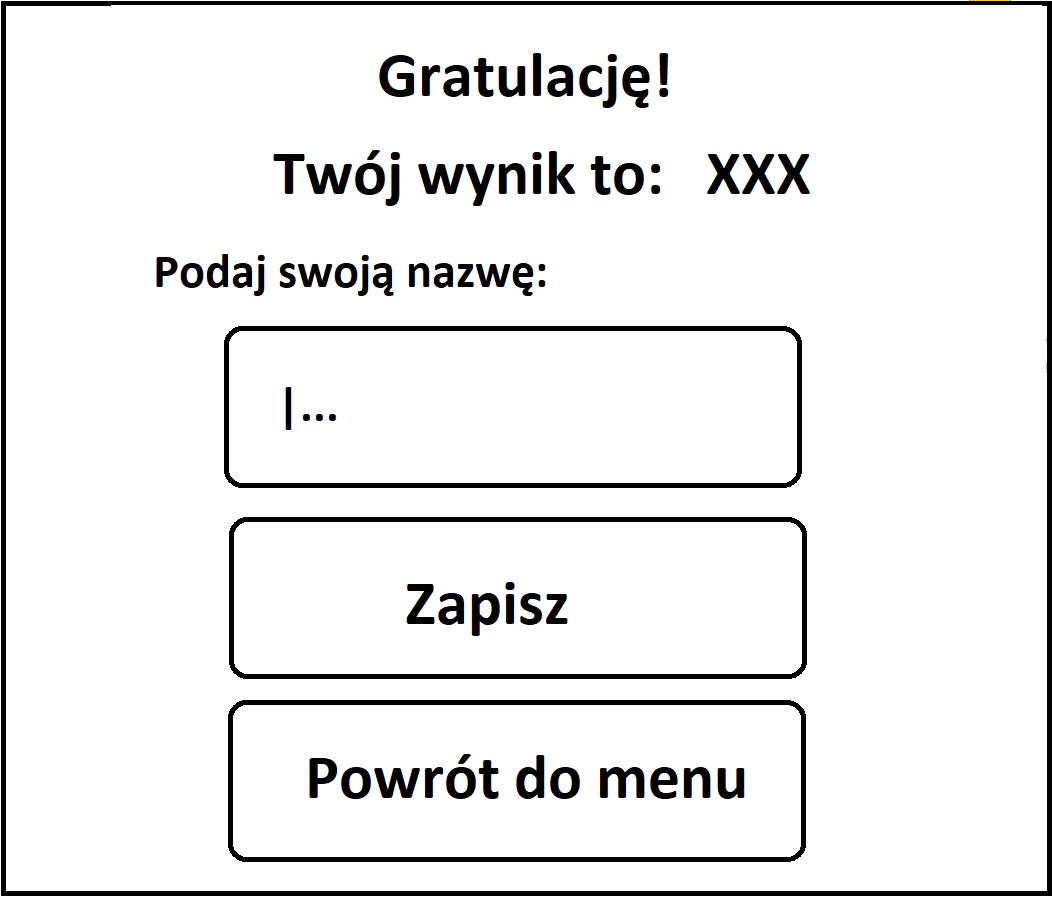 Gratulację!
Twój wynik to: XXX
Podaj swoją nazwę:
|...
Zapisz
Powrót do menu